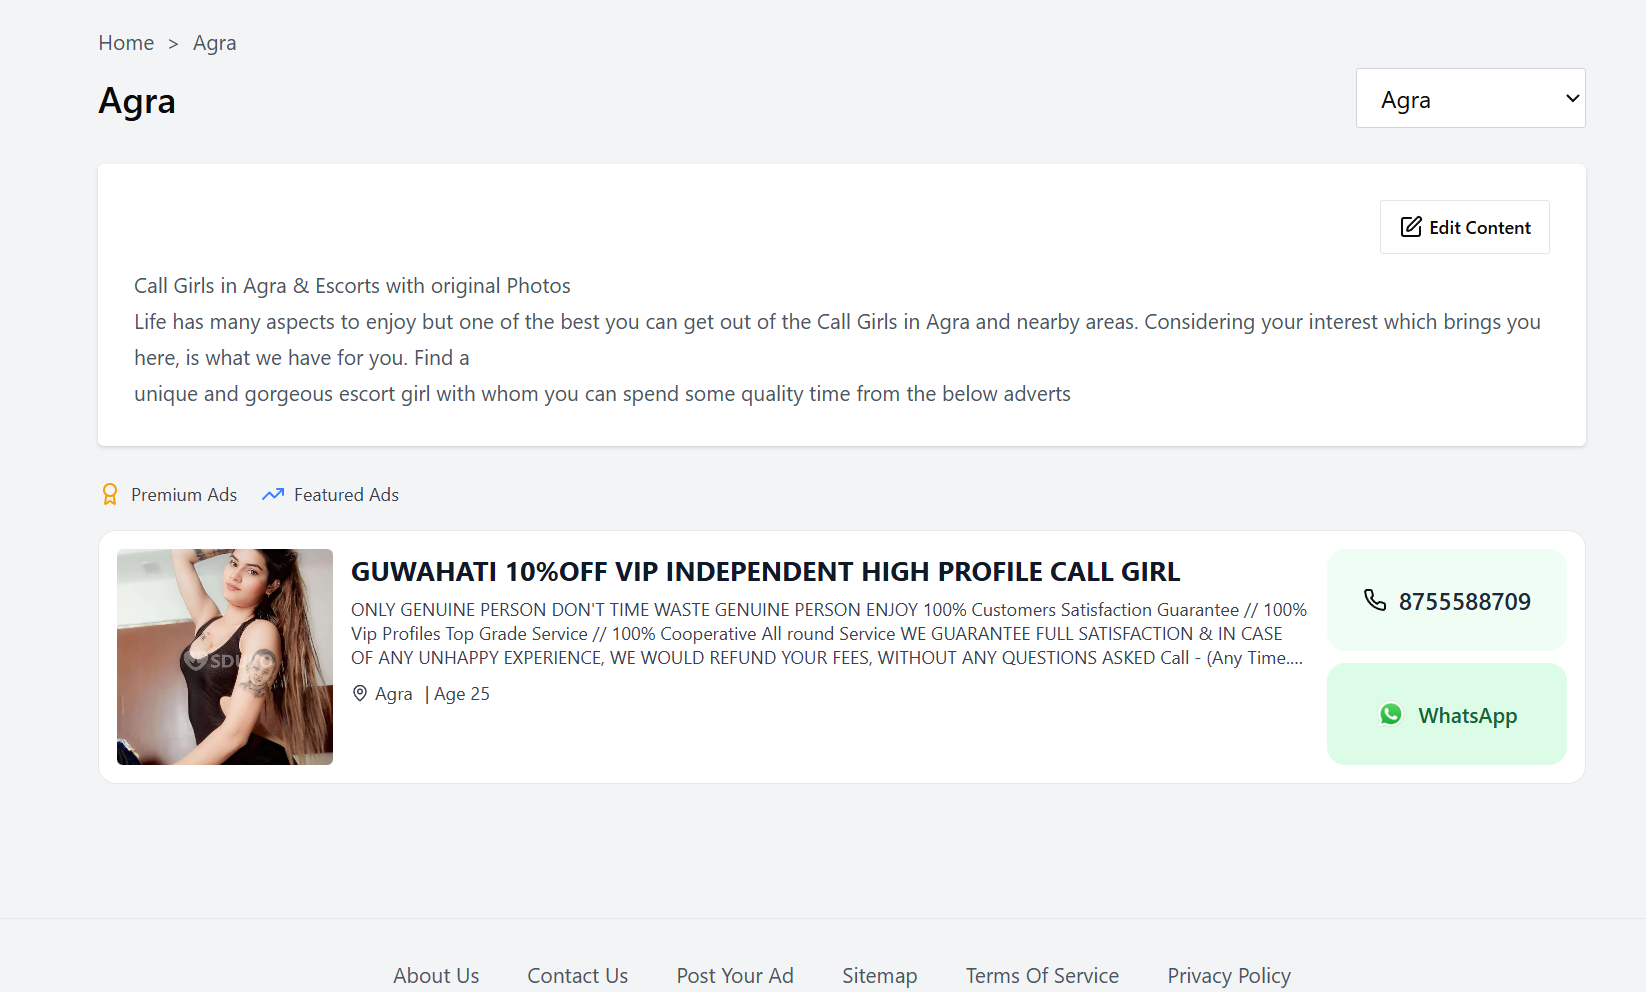 Home > Agra
Agra
Agra
Edit Content
Call Girls in Agra & Escorts with original Photos
Life has many aspects to enjoy but one of the best you can get out of the Call Girls in Agra and nearby areas. Considering your interest which brings you
here, is what we have for you. Find a
unique and gorgeous escort girl with whom you can spend some quality time from the below adverts
Premium Ads Featured Ads
GUWAHATI 10%OFF VIP INDEPENDENT HIGH PROFILE CALL GIRL
ONLY GENUINE PERSON DON'T TIME WASTE GENUINE PERSON ENJOY 100% Customers Satisfaction Guarantee // 100%
Vip Profiles Top Grade Service // 100% Cooperative All round Service WE GUARANTEE FULL SATISFACTION & IN CASE
OF ANY UNHAPPY EXPERIENCE, WE WOULD REFUND YOUR FEES, WITHOUT ANY QUESTIONS ASKED Call - (Any Time....
Agra | Age 25
8755588709
WhatsApp
About Us Contact Us Post Your Ad Sitemap Terms Of Service Privacy Policy